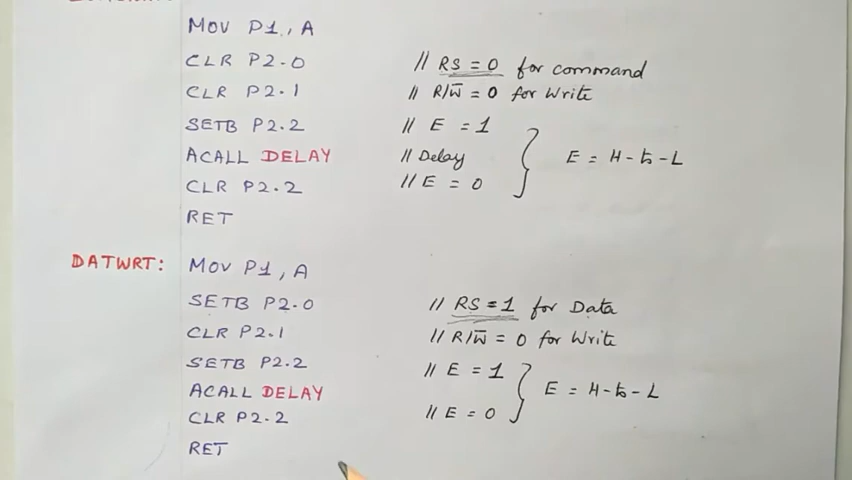 MOV P1, A
CLR P2.0 // RS = 0 for command
CLR P2.1 // R/W̅ = 0 for Write
SETB P2.2 // E = 1
ACALL DELAY // Delay E = H-to-L
CLR P2.2 // E = 0
RET
DATWRT: MOV P1, A
SETB P2.0 // RS = 1 for Data
CLR P2.1 // R/W̅ = 0 for Write
SETB P2.2 // E = 1
ACALL DELAY E = H-to-L
CLR P2.2 // E = 0
RET